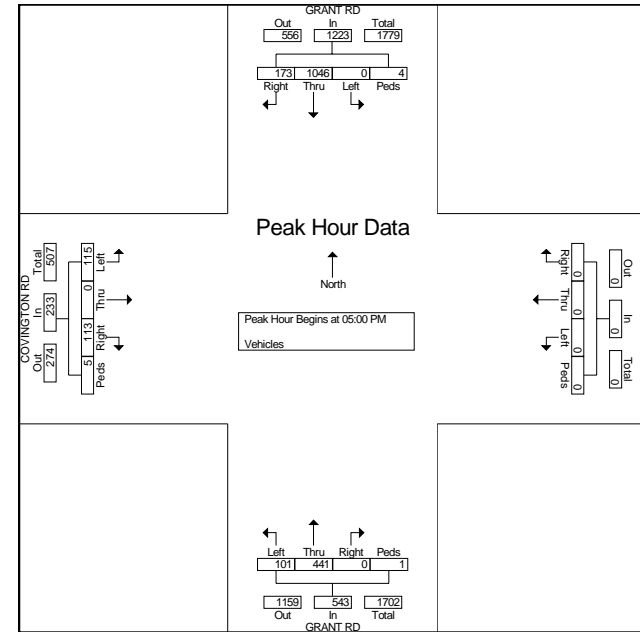 GRANT RD
Out In Total
556 1223 1779
173 1046 0 4
Right Thru Left Peds
COVINGTON RD
Total In Out
507 233 274
115 0 113 5
Left Thru Right Peds
Peak Hour Data
North
Peak Hour Begins at 05:00 PM
Vehicles
Right Thru Left Peds
0 0 0 0
Out In Total
0 0 0
Left Thru Right Peds
101 441 0 1
1159 543 1702
Out In Total
GRANT RD